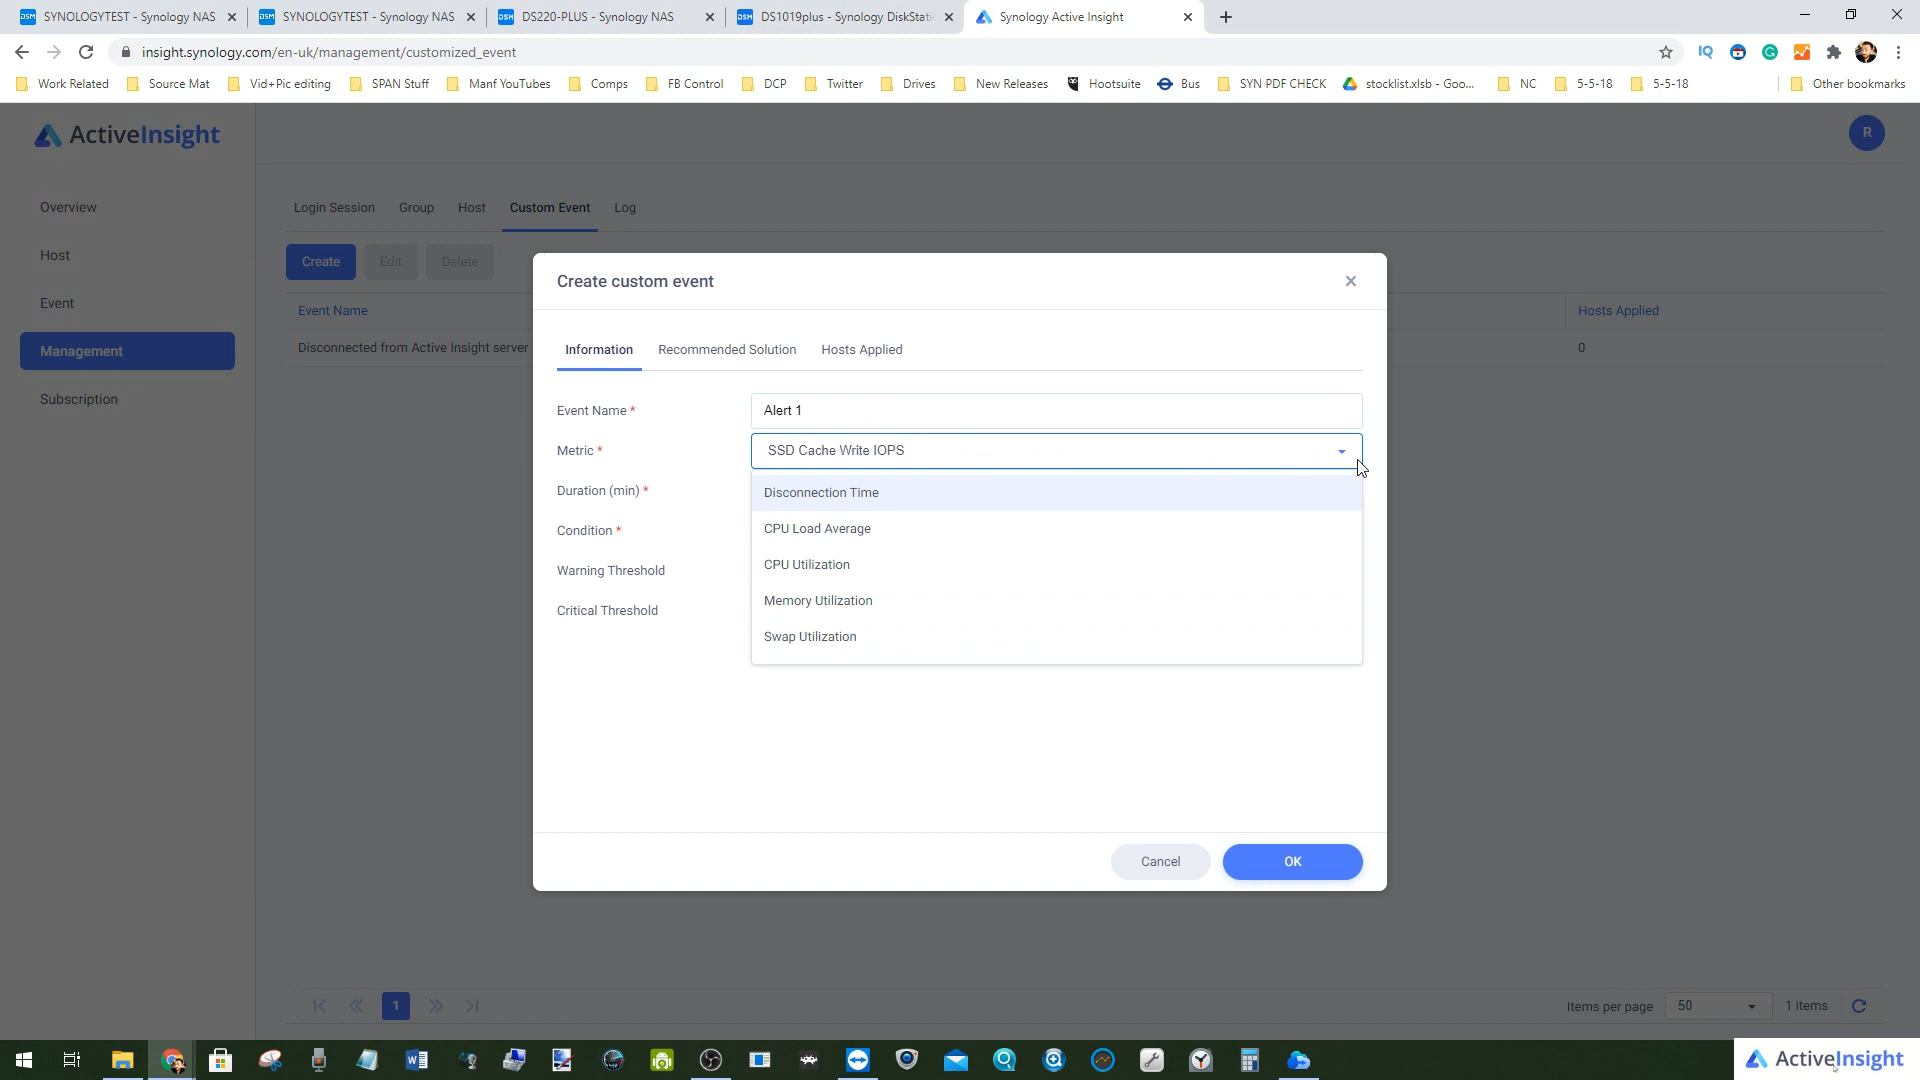 SYNOLOGYTEST - Synology NAS
SYNOLOGYTEST - Synology NAS
DS220-PLUS - Synology NAS
DS1019plus - Synology DiskStati
Synology Active Insight
insight.synology.com/en-uk/management/customized_event
Work Related
Source Mat
Vid+Pic editing
SPAN Stuff
Manf YouTubes
Comps
FB Control
DCP
Twitter
Drives
New Releases
Hootsuite
Bus
SYN PDF CHECK
stocklist.xlsb - Goo...
NC
5-5-18
5-5-18
Other bookmarks
ActiveInsight
R
Overview
Host
Event
Management
Subscription
Login Session
Group
Host
Custom Event
Log
Create
Edit
Delete
Event Name
Hosts Applied
Disconnected from Active Insight server
0
Create custom event
Information
Recommended Solution
Hosts Applied
Event Name *
Alert 1
Metric *
SSD Cache Write IOPS
Duration (min) *
Condition *
Warning Threshold
Critical Threshold
Disconnection Time
CPU Load Average
CPU Utilization
Memory Utilization
Swap Utilization
Cancel
OK
1
Items per page
50
1 items
ActiveInsight